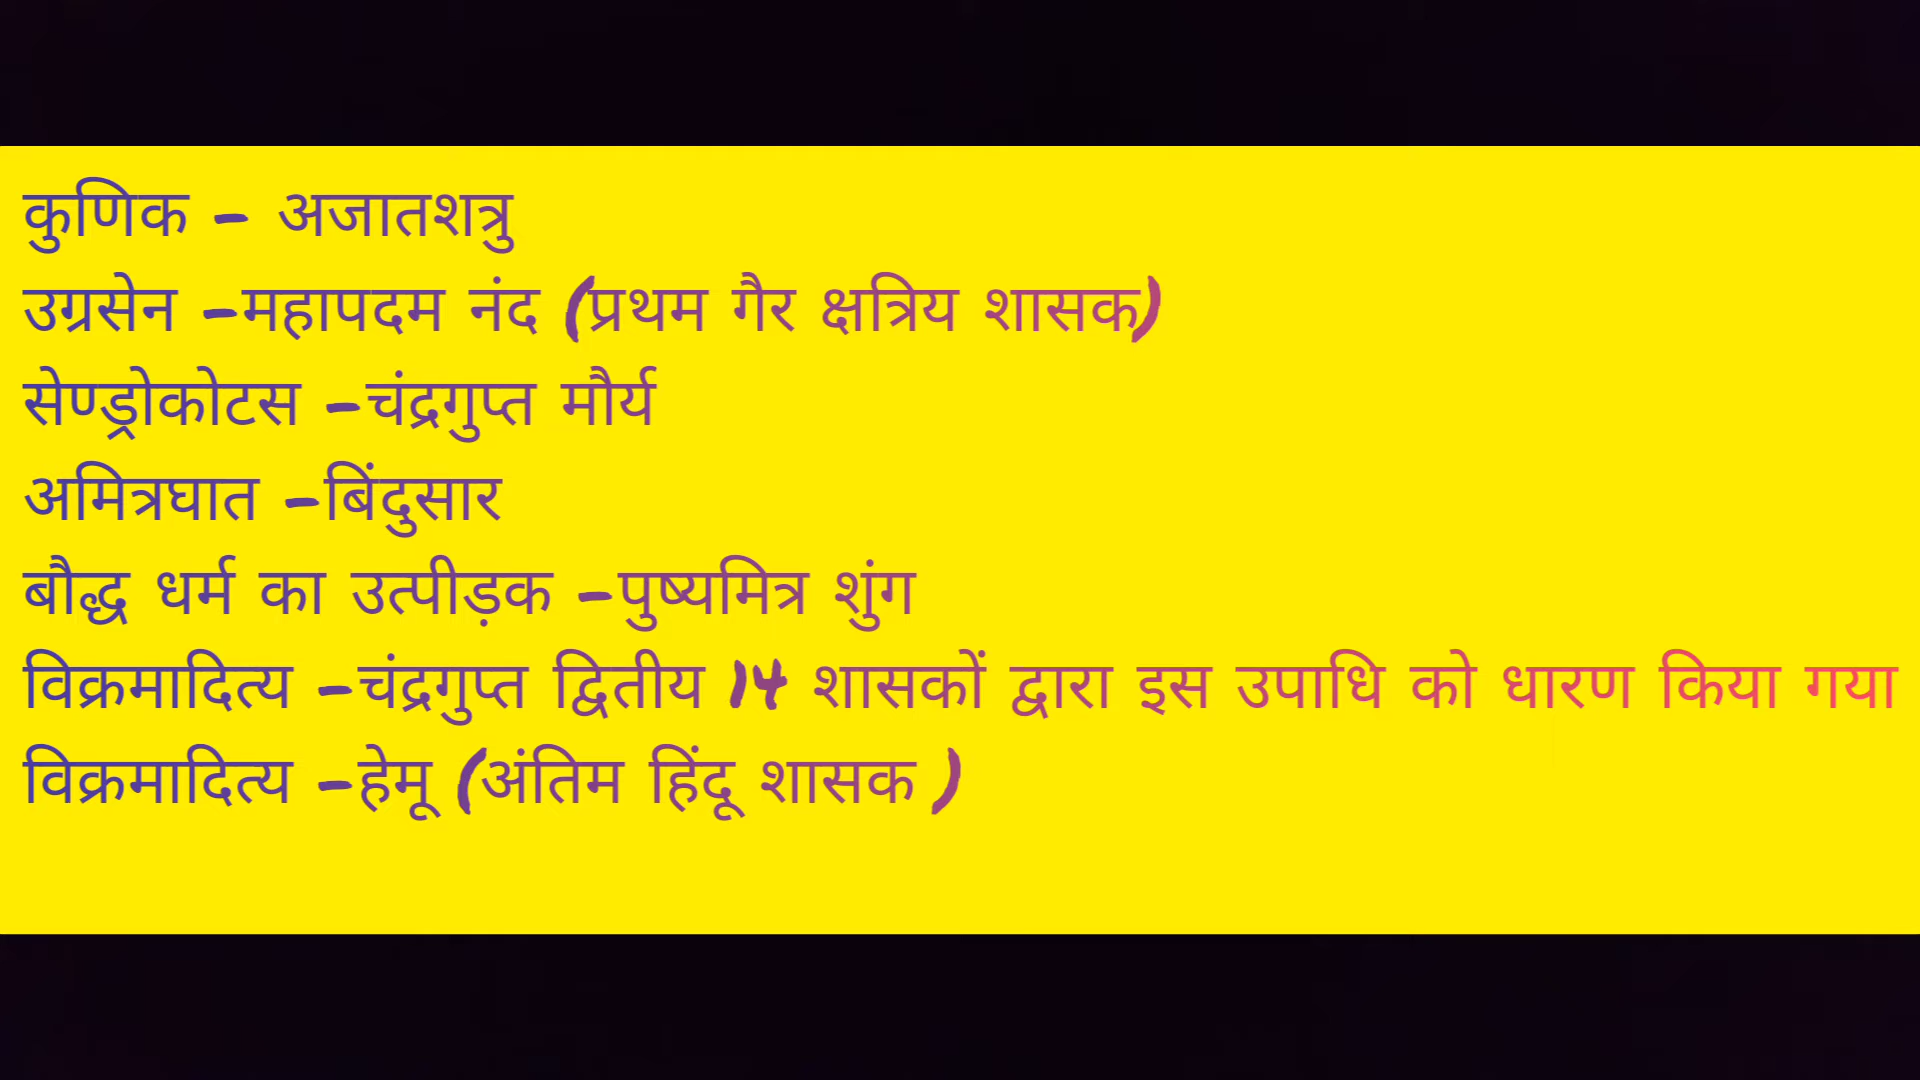 कुणिक - अजातशत्रु
उग्रसेन -महापदम नंद (प्रथम गैर क्षत्रिय शासक)
सेण्ड्रोकोटस -चंद्रगुप्त मौर्य
अमित्रघात -बिंदुसार
बौद्ध धर्म का उत्पीड़क -पुष्यमित्र शुंग
विक्रमादित्य -चंद्रगुप्त द्वितीय 14 शासकों द्वारा इस उपाधि को धारण किया गया
विक्रमादित्य -हेमू (अंतिम हिंदू शासक )